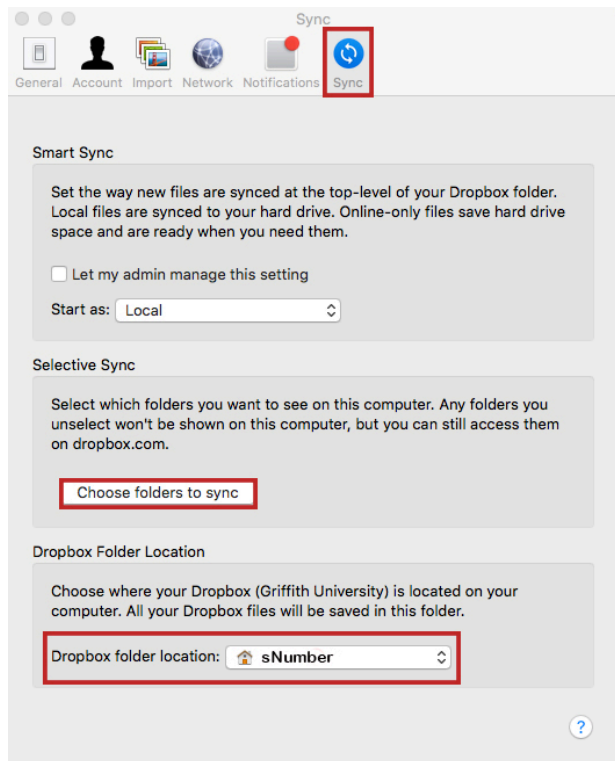 Sync
General Account Import Network Notifications Sync
Smart Sync
Set the way new files are synced at the top-level of your Dropbox folder.
Local files are synced to your hard drive. Online-only files save hard drive
space and are ready when you need them.
Let my admin manage this setting
Start as: Local
Selective Sync
Select which folders you want to see on this computer. Any folders you
unselect won't be shown on this computer, but you can still access them
on dropbox.com.
Choose folders to sync
Dropbox Folder Location
Choose where your Dropbox (Griffith University) is located on your
computer. All your Dropbox files will be saved in this folder.
Dropbox folder location: sNumber
?